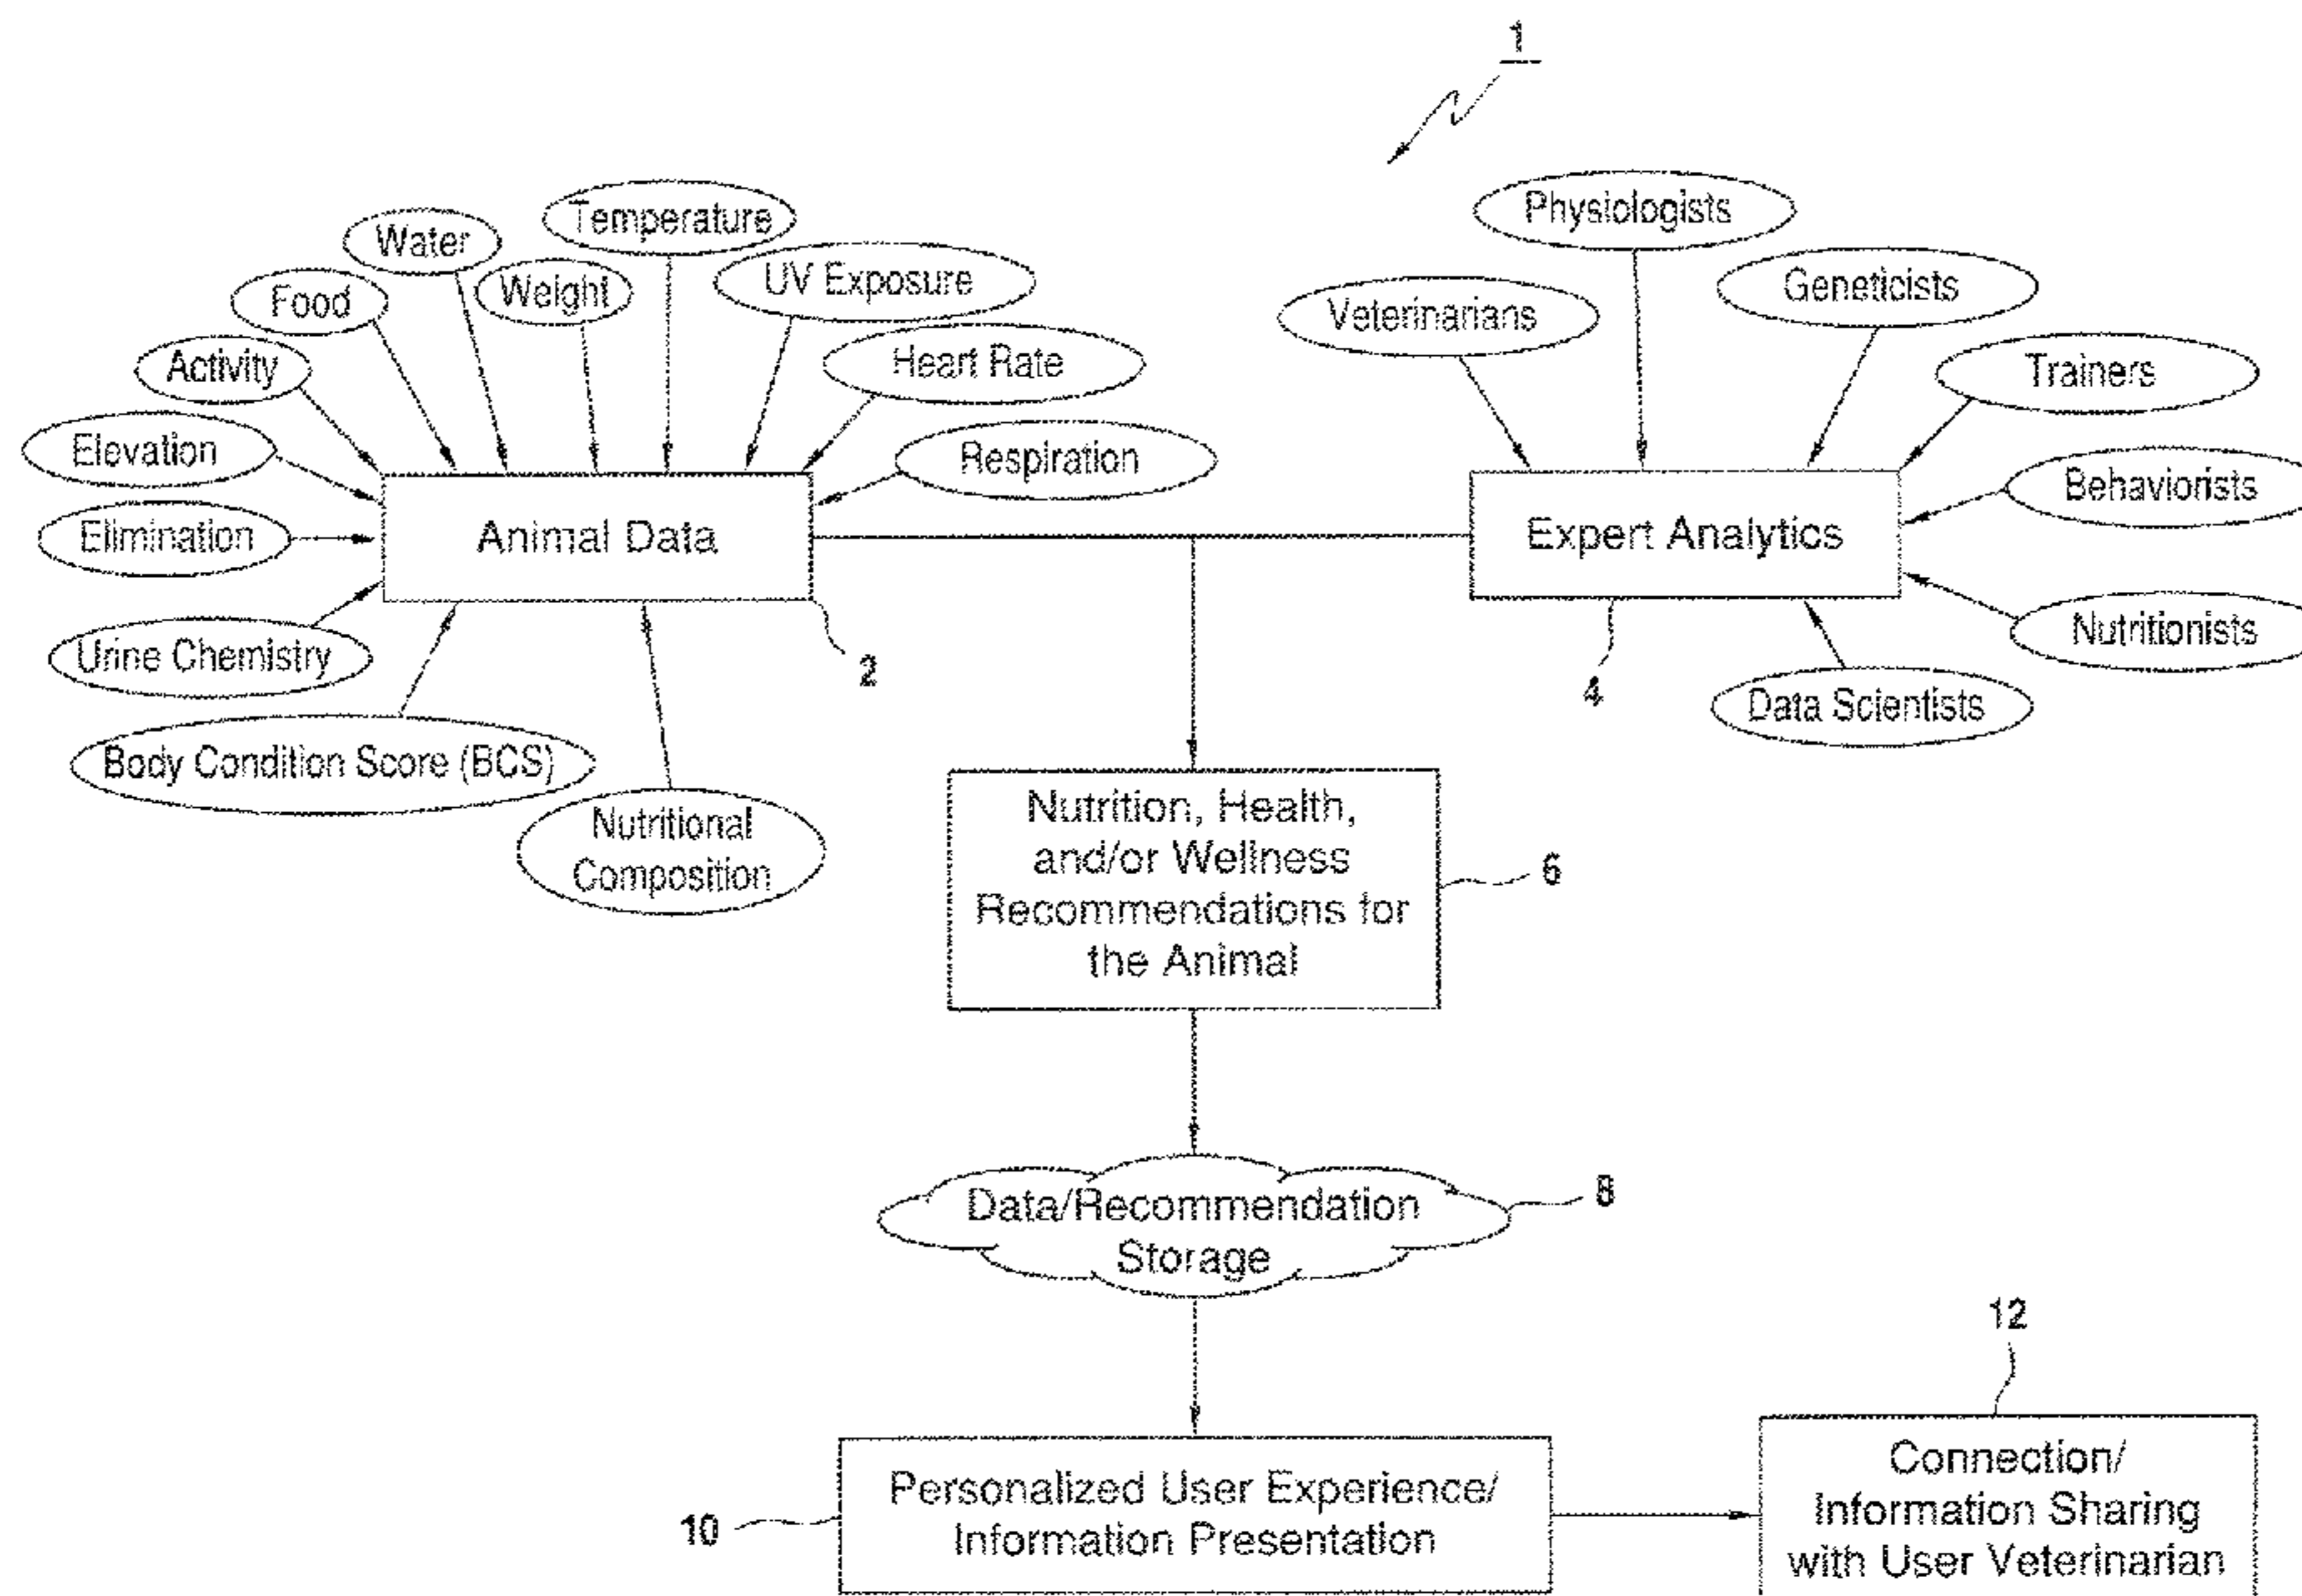 1
Temperature
Physiologists
Water
UV Exposure
Geneticists
Food
Weight
Veterinarians
Activity
Heart Rate
Trainers
Elevation
Respiration
Behaviorists
Elimination
Animal Data
Expert Analytics
Urine Chemistry
2
4
Nutritionists
Data Scientists
Body Condition Score (BCS)
Nutritional
Composition
Nutrition, Health,
and/or Wellness
Recommendations for
the Animal
6
Data/Recommendation
Storage
8
12
10
Personalized User Experience/
Information Presentation
Connection/
Information Sharing
with User Veterinarian